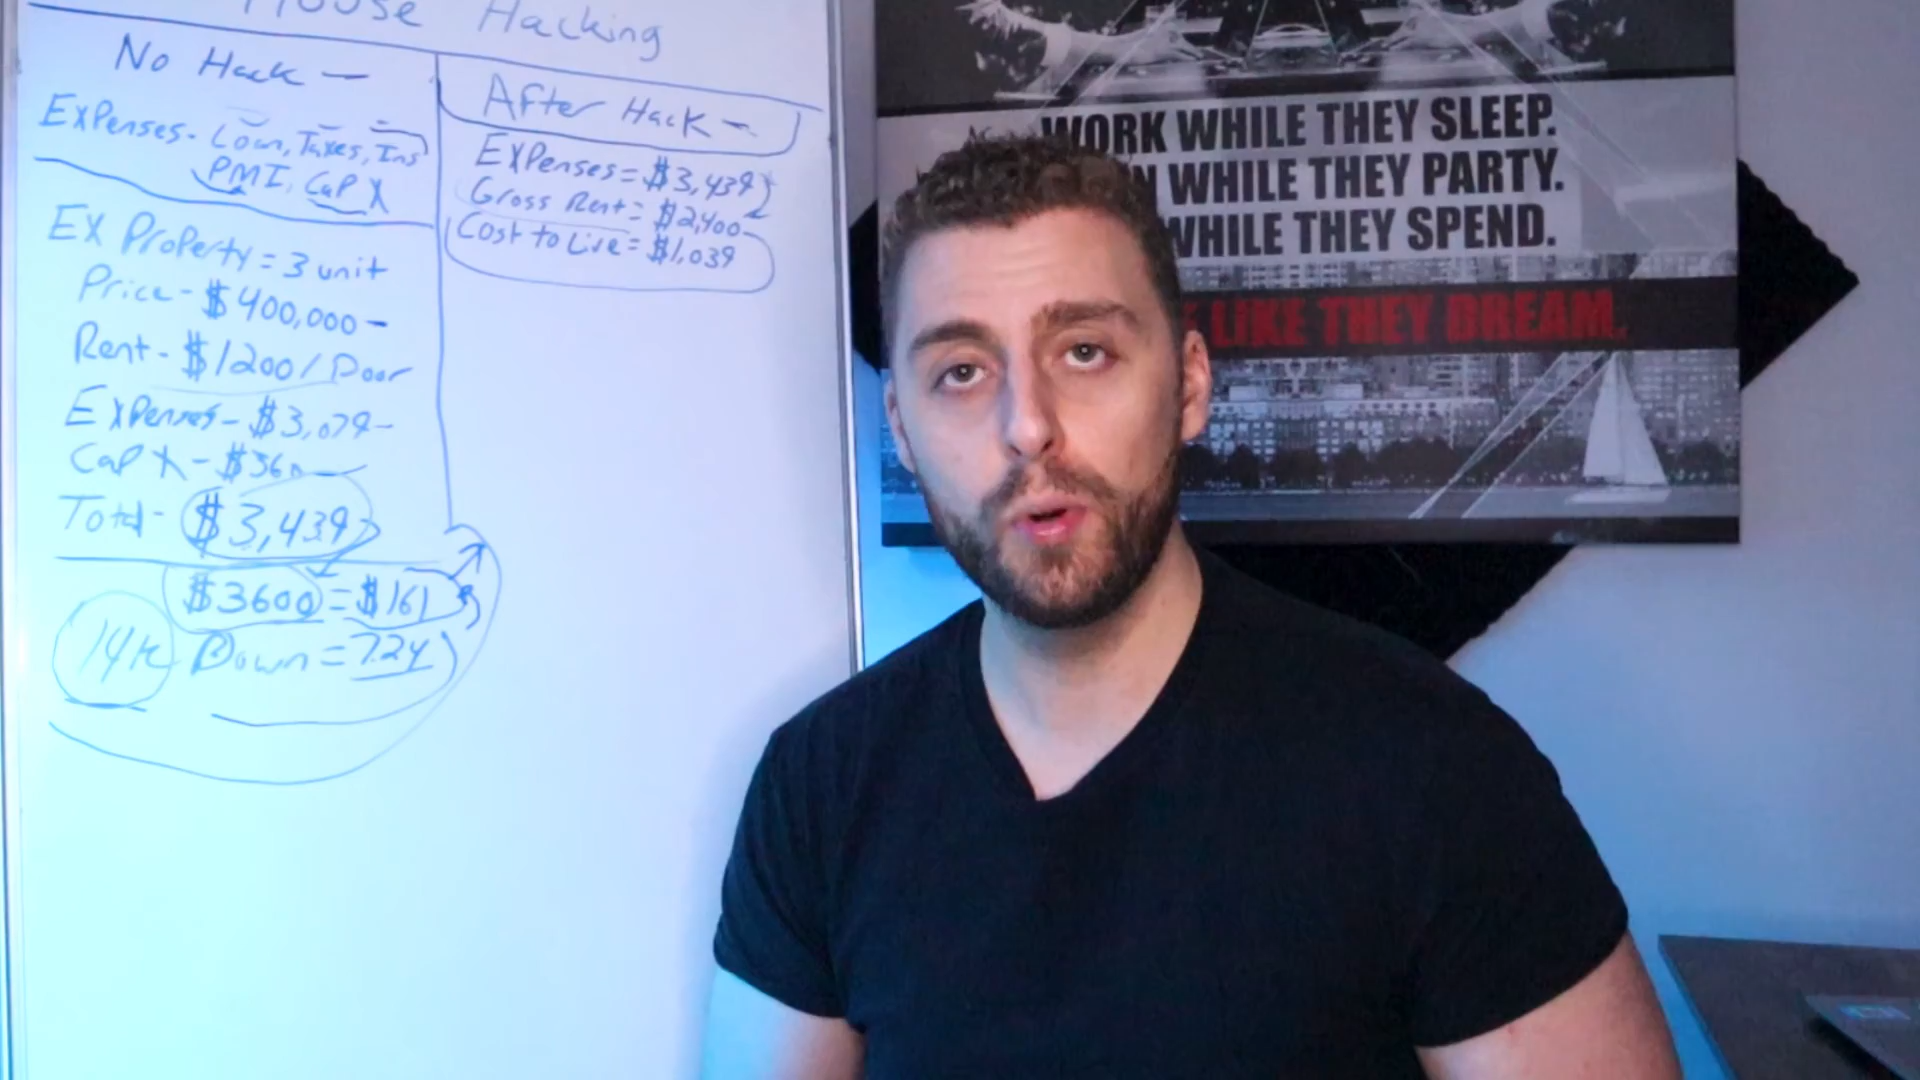 House Hacking
No Hack -
Expenses - Loan, Taxes, Ins
PMI, Cap X
EX Property = 3 unit
Price - $400,000 -
Rent - $1200 / Door
Expenses - $3,079 -
Cap X - $360
Total - $3,439
$3600 = $161
14k Down = 724
After Hack -
Expenses = $3,439
Gross Rent = $2,400
Cost to Live = $1,039
WORK WHILE THEY SLEEP.
WHILE THEY PARTY.
WHILE THEY SPEND.
LIKE THEY DREAM.